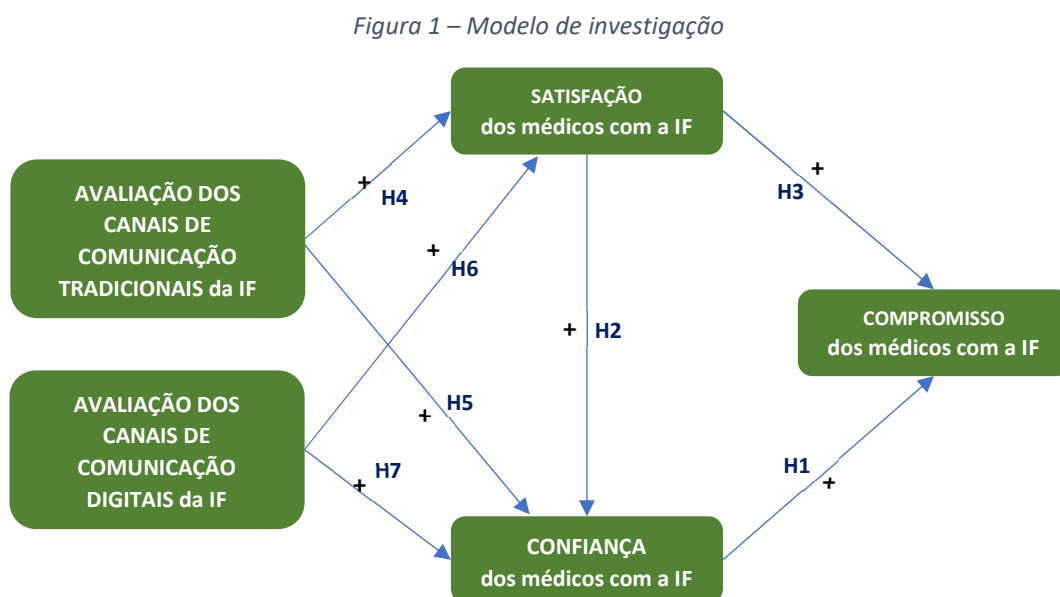 Figura 1 – Modelo de investigação
SATISFAÇÃO
dos médicos com a IF
AVALIAÇÃO DOS
CANAIS DE
COMUNICAÇÃO
TRADICIONAIS da IF
+
H4
+
H3
+
H6
COMPROMISSO
dos médicos com a IF
+
H2
AVALIAÇÃO DOS
CANAIS DE
COMUNICAÇÃO
DIGITAIS da IF
H5
+
H7
+
H1
+
CONFIANÇA
dos médicos com a IF